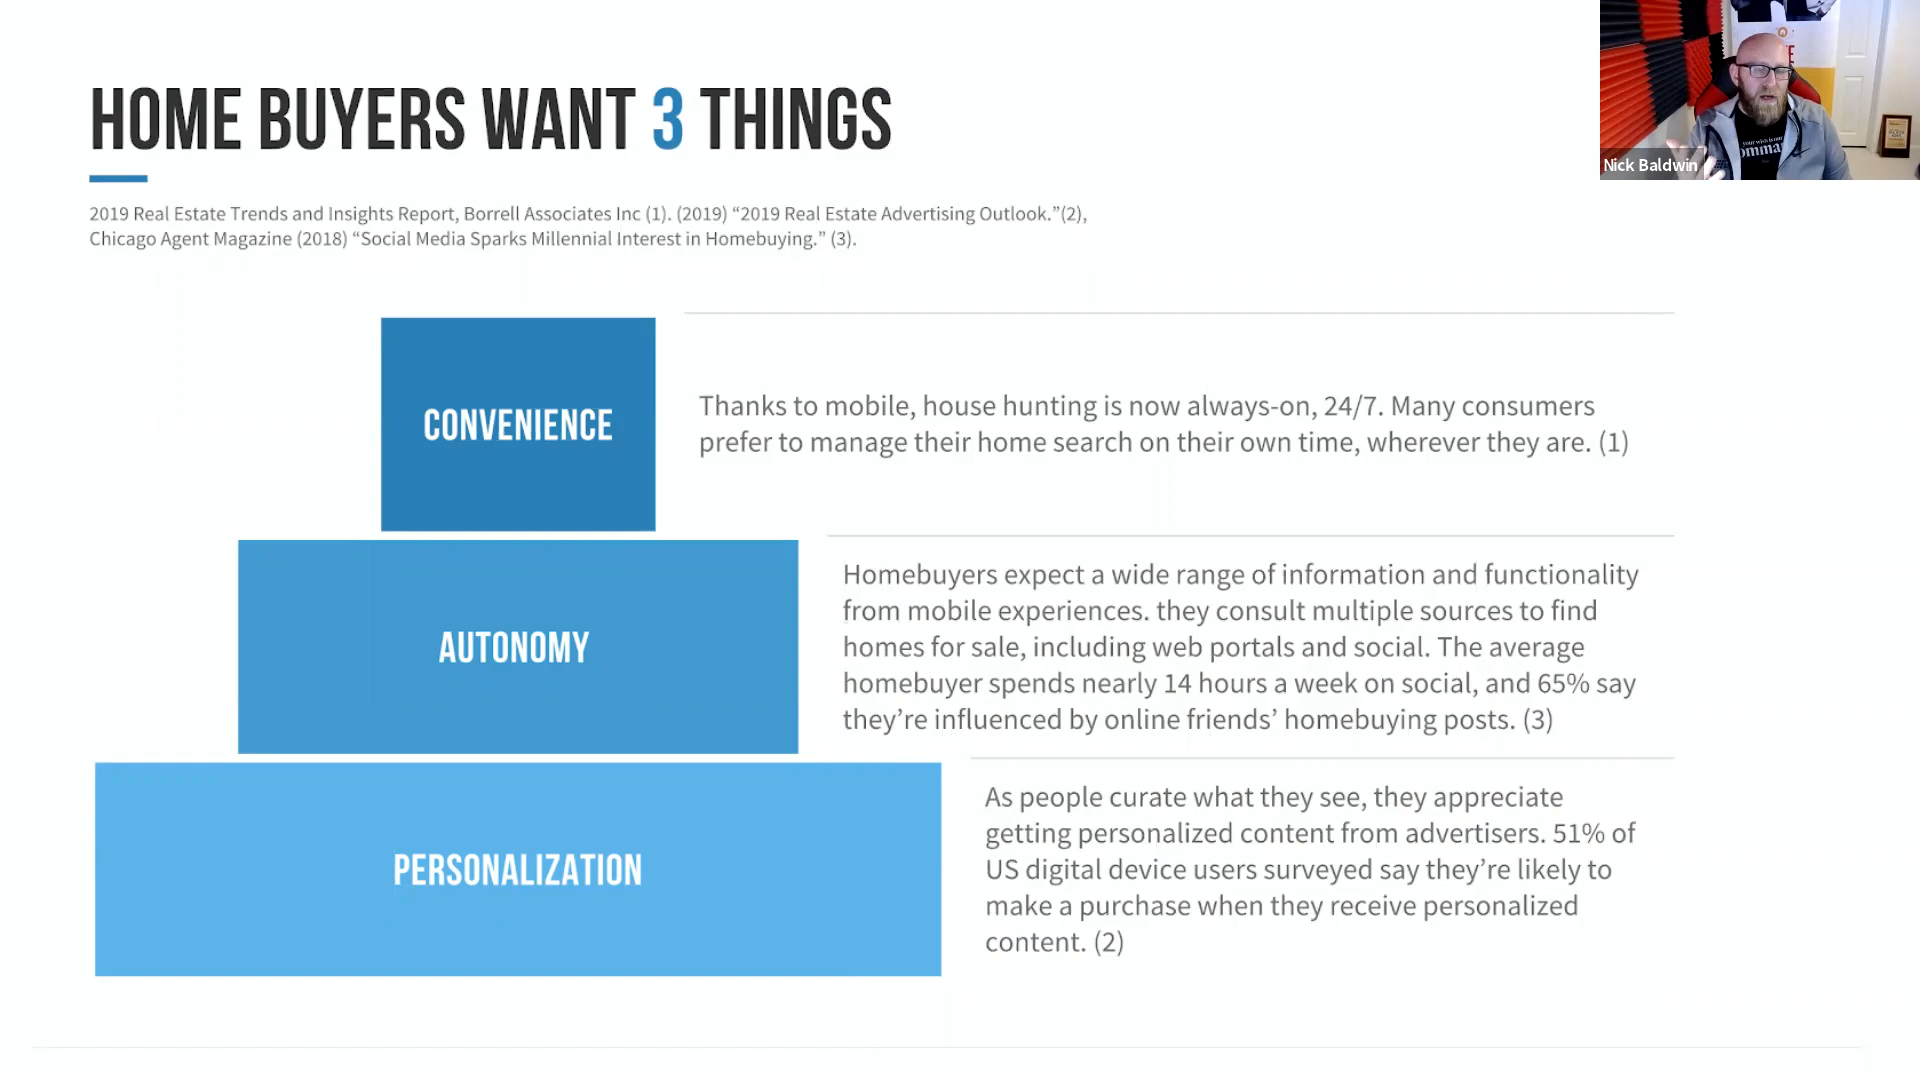 HOME BUYERS WANT 3 THINGS
2019 Real Estate Trends and Insights Report, Borrell Associates Inc (1). (2019) “2019 Real Estate Advertising Outlook.”(2),
Chicago Agent Magazine (2018) “Social Media Sparks Millennial Interest in Homebuying.” (3).
Nick Baldwin
CONVENIENCE
Thanks to mobile, house hunting is now always-on, 24/7. Many consumers
prefer to manage their home search on their own time, wherever they are. (1)
AUTONOMY
Homebuyers expect a wide range of information and functionality
from mobile experiences. they consult multiple sources to find
homes for sale, including web portals and social. The average
homebuyer spends nearly 14 hours a week on social, and 65% say
they’re influenced by online friends’ homebuying posts. (3)
PERSONALIZATION
As people curate what they see, they appreciate
getting personalized content from advertisers. 51% of
US digital device users surveyed say they’re likely to
make a purchase when they receive personalized
content. (2)